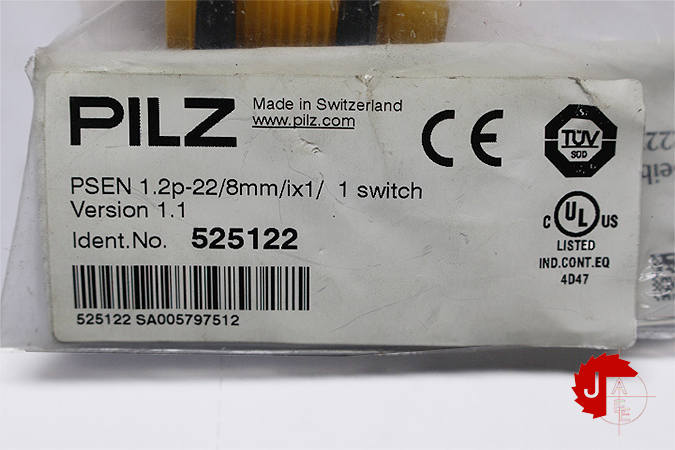 PILZ
Made in Switzerland
www.pilz.com
CE
TÜV
SÜD
PSEN 1.2p-22/8mm/ix1/ 1 switch
Version 1.1
Ident.No. 525122
C UL US
LISTED
IND.CONT.EQ
4D47
525122 SA005797512
J
A
E
E